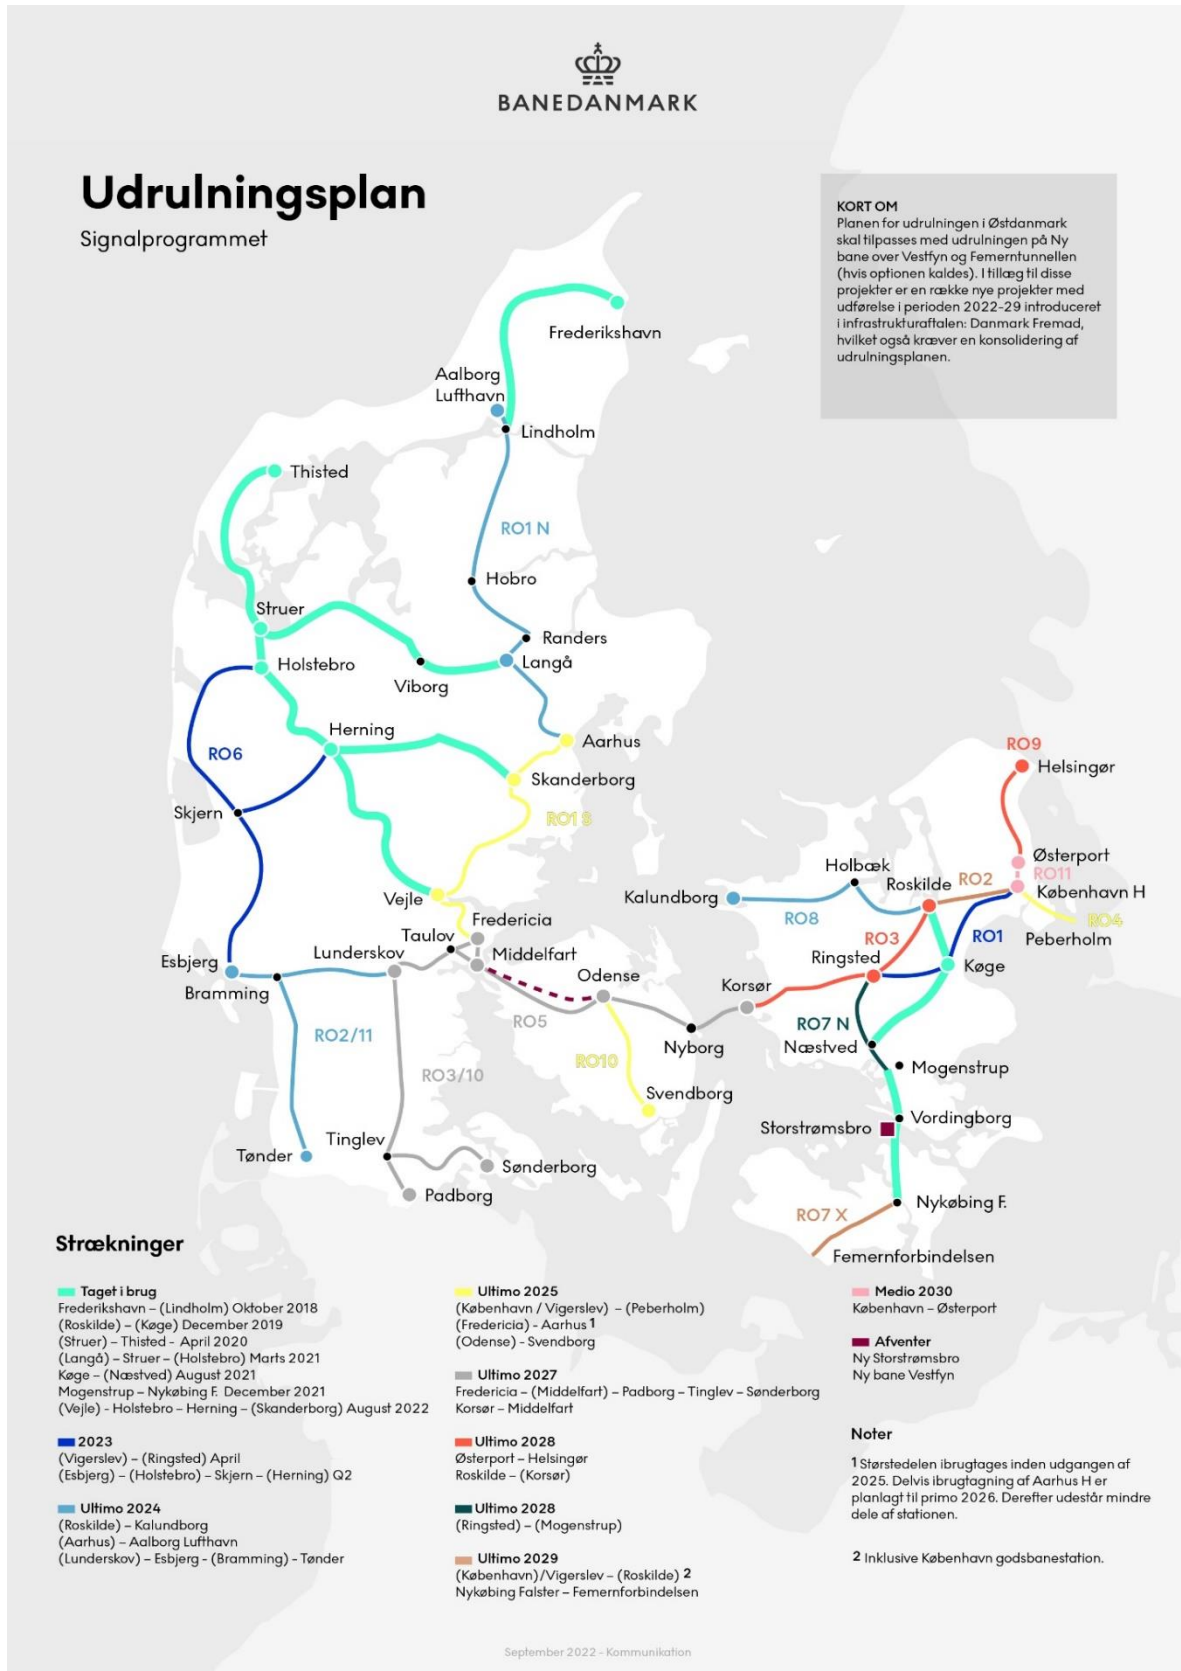 BANEDANMARK
Udrulningsplan
Signalprogrammet
KORT OM
Planen for udrulningen i Østdanmark
skal tilpasses med udrulningen på Ny
bane over Vestfyn og Femerntunnellen
(hvis optionen kaldes). I tillæg til disse
projekter er en række nye projekter med
udførelse i perioden 2022-29 introduceret
i infrastrukturaftalen: Danmark Fremad,
hvilket også kræver en konsolidering af
udrulningsplanen.
Frederikshavn
Aalborg
Lufthavn
Lindholm
Thisted
RO1 N
Hobro
Struer
Randers
Holstebro
Langå
Viborg
Herning
Aarhus
RO6
RO9
Helsingør
Skanderborg
Skjern
RO1 S
Østerport
Holbæk
RO11
Roskilde
RO2
København H
Vejle
Kalundborg
Fredericia
RO8
RO4
Taulov
RO3
RO1
Peberholm
Lunderskov
Middelfart
Ringsted
Esbjerg
Køge
Odense
Korsør
Bramming
RO5
RO7 N
RO2/11
Nyborg
Næstved
RO10
Mogenstrup
RO3/10
Svendborg
Vordingborg
Storstrømsbro
Tinglev
Tønder
Sønderborg
Padborg
Nykøbing F.
RO7 X
Femernforbindelsen
Strækninger
Taget i brug
Frederikshavn – (Lindholm) Oktober 2018
(Roskilde) – (Køge) December 2019
(Struer) – Thisted - April 2020
(Langå) – Struer – (Holstebro) Marts 2021
Køge – (Næstved) August 2021
Mogenstrup – Nykøbing F. December 2021
(Vejle) - Holstebro – Herning – (Skanderborg) August 2022
2023
(Vigerslev) – (Ringsted) April
(Esbjerg) – (Holstebro) – Skjern – (Herning) Q2
Ultimo 2024
(Roskilde) – Kalundborg
(Aarhus) – Aalborg Lufthavn
(Lunderskov) – Esbjerg - (Bramming) - Tønder
Ultimo 2025
(København / Vigerslev) – (Peberholm)
(Fredericia) - Aarhus 1
(Odense) - Svendborg
Ultimo 2027
Fredericia – (Middelfart) – Padborg – Tinglev – Sønderborg
Korsør – Middelfart
Ultimo 2028
Østerport – Helsingør
Roskilde – (Korsør)
Ultimo 2028
(Ringsted) – (Mogenstrup)
Ultimo 2029
(København)/Vigerslev – (Roskilde) 2
Nykøbing Falster – Femernforbindelsen
Medio 2030
København – Østerport
Afventer
Ny Storstrømsbro
Ny bane Vestfyn
Noter
1 Størstedelen ibrugtages inden udgangen af
2025. Delvis ibrugtagning af Aarhus H er
planlagt til primo 2026. Derefter udestår mindre
dele af stationen.
2 Inklusive København godsbanestation.
September 2022 - Kommunikation